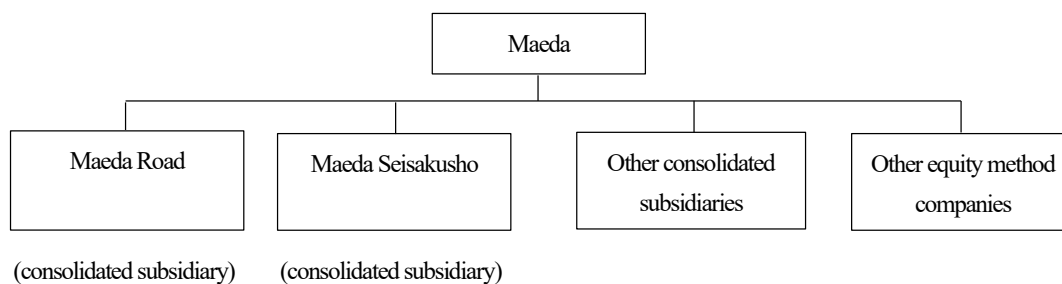 Maeda
Maeda Road
Maeda Seisakusho
Other consolidated
subsidiaries
Other equity method
companies
(consolidated subsidiary)
(consolidated subsidiary)